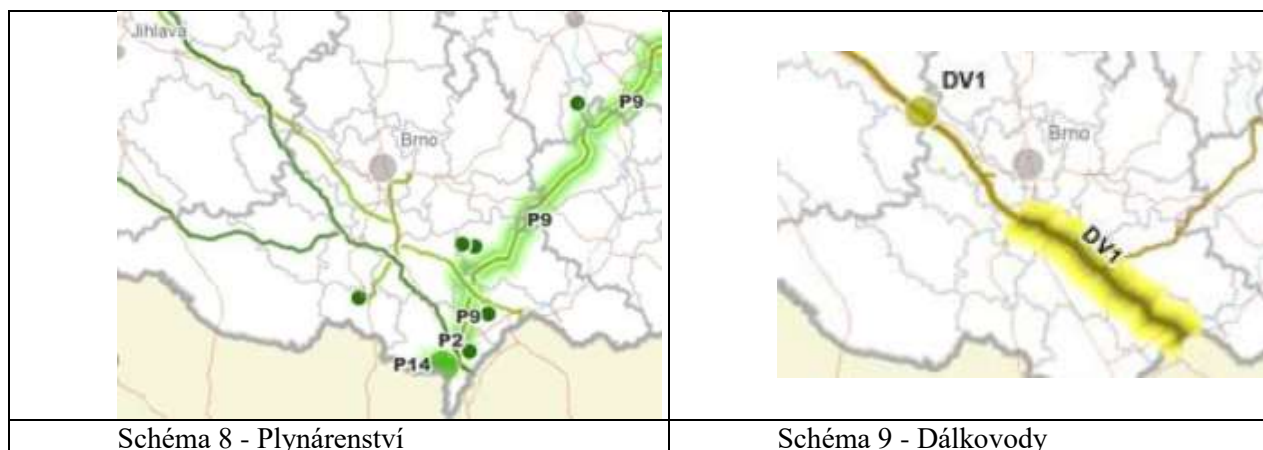 Jihlava
P9
Brno
P9
P9
P2
P14
Schéma 8 - Plynárenství
DV1
Brno
DV1
Schéma 9 - Dálkovody